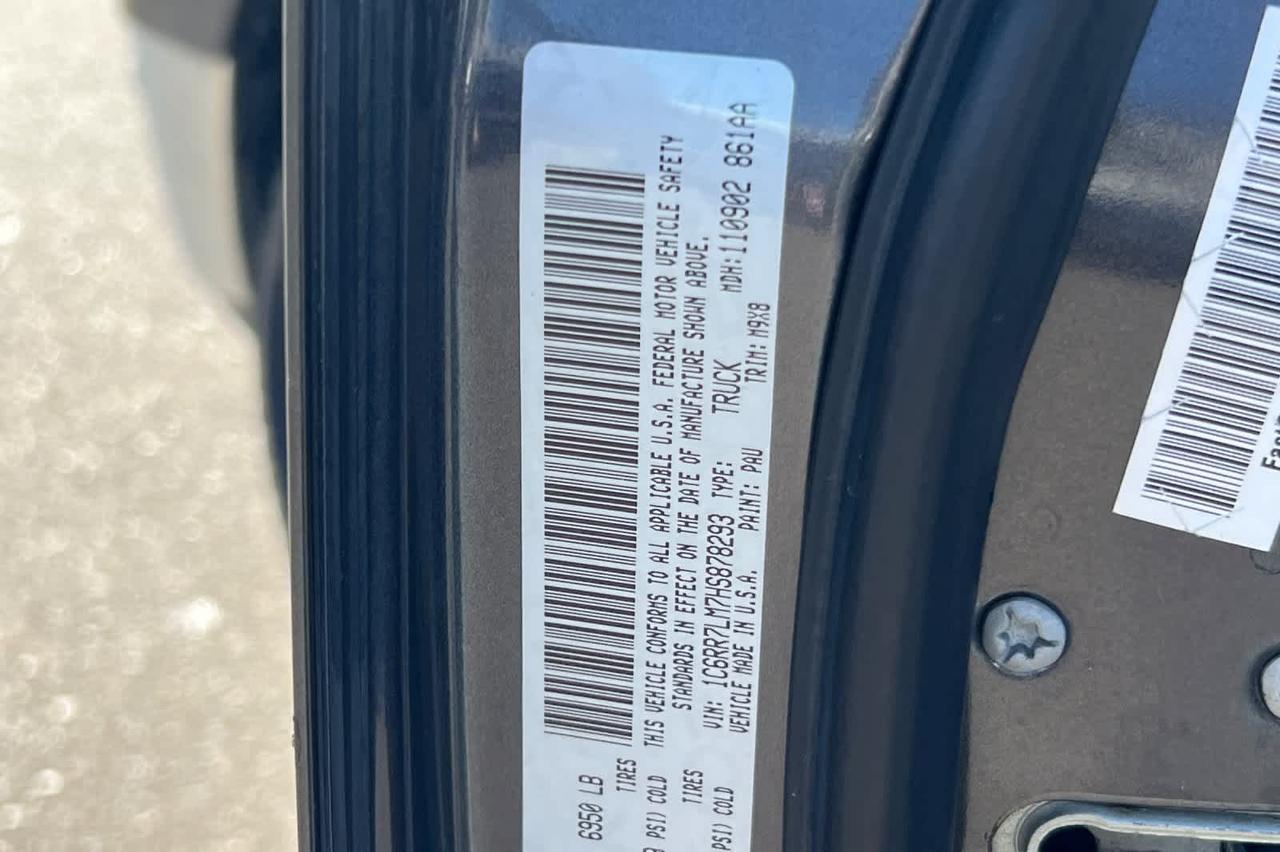 6950 LB
TIRES
PSI) COLD
TIRES
PSI) COLD
THIS VEHICLE CONFORMS TO ALL APPLICABLE U.S.A. FEDERAL MOTOR VEHICLE SAFETY
STANDARDS IN EFFECT ON THE DATE OF MANUFACTURE SHOWN ABOVE.
VIN: 1C6RR7LM7HS878293 TYPE: TRUCK MDH: 110902 861AA
VEHICLE MADE IN U.S.A. PAINT: PAU TRIM: M9X8